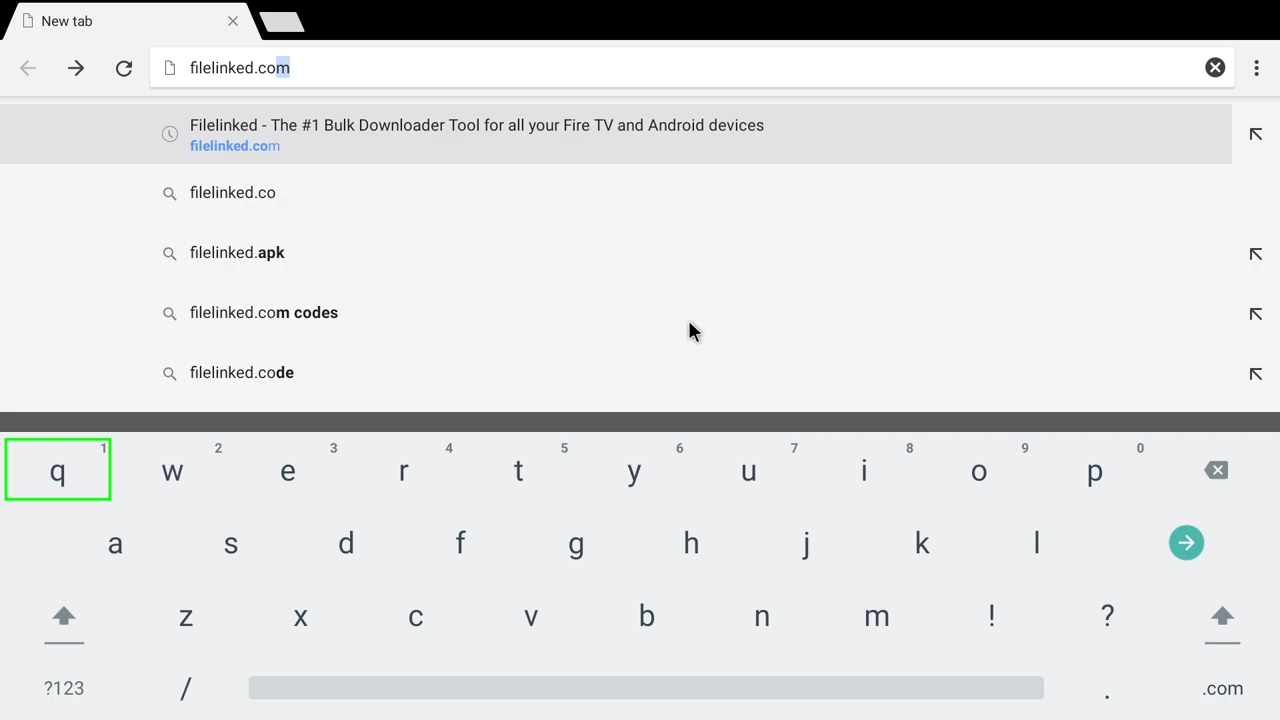 New tab
filelinked.com
Filelinked - The #1 Bulk Downloader Tool for all your Fire TV and Android devices
filelinked.com
filelinked.co
filelinked.apk
filelinked.com codes
filelinked.code
1 2 3 4 5 6 7 8 9 0
q w e r t y u i o p
a s d f g h j k l
z x c v b n m ! ?
?123 / . .com